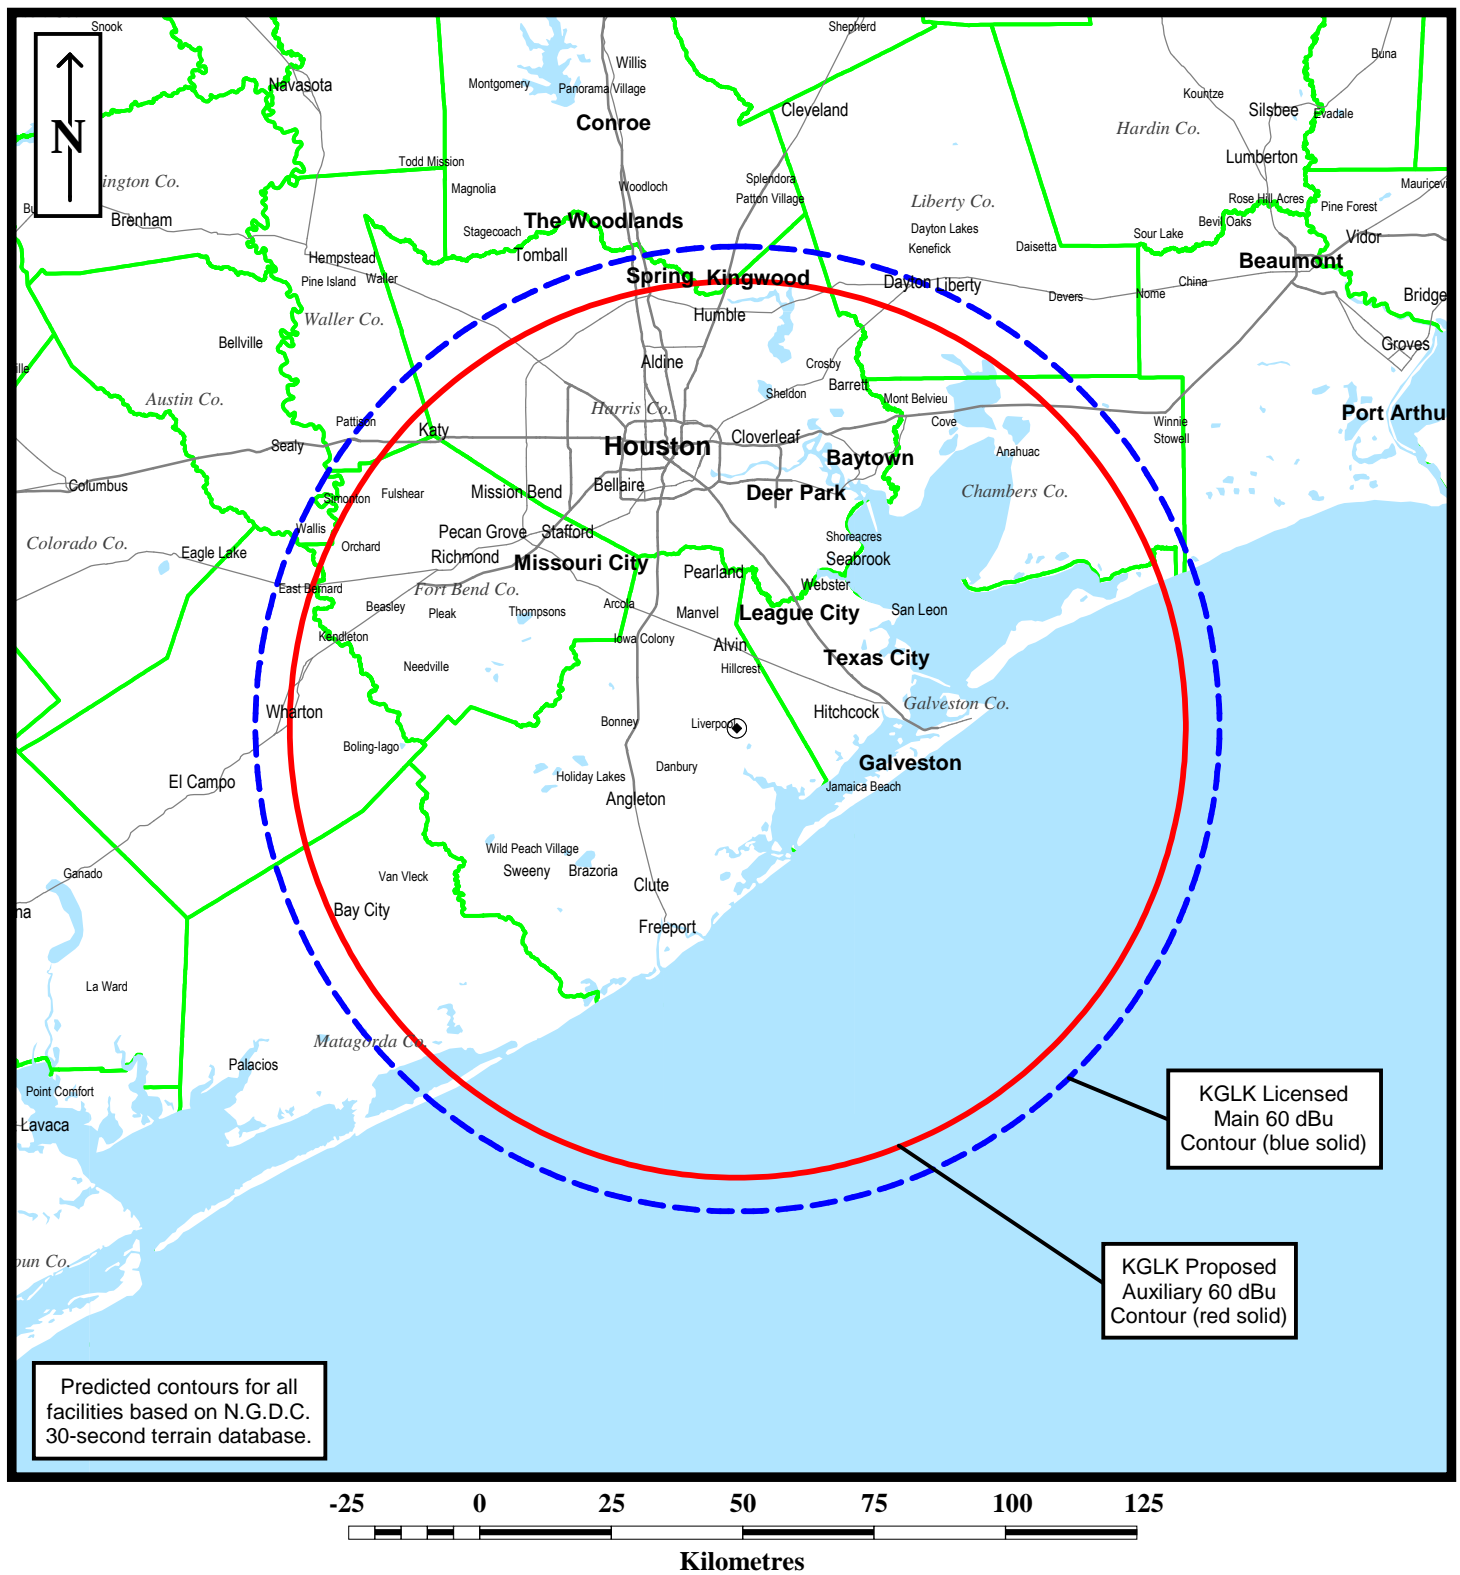 Snook
Shepherd
Willis
Buna
Navasota
Montgomery
Panorama Village
Kountze
Cleveland
Silsbee
Evadale
Conroe
Hardin Co.
N
Lumberton
Todd Mission
ington Co.
Magnolia
Woodloch
Splendora
Mauricevi
Patton Village
Rose Hill Acres
Liberty Co.
Bu
Brenham
The Woodlands
Pine Forest
Bevil Oaks
Stagecoach
Dayton Lakes
Sour Lake
Vidor
Tomball
Kenefick
Daisetta
Hempstead
Beaumont
Pine Island
Waller
Spring
Kingwood
Dayton
Liberty
China
Devers
Nome
Bridge
Waller Co.
Humble
Bellville
Groves
Aldine
Crosby
ille
Barrett
Sheldon
Austin Co.
Mont Belvieu
Harris Co.
Port Arthu
Pattison
Katy
Cloverleaf
Cove
Winnie
Sealy
Houston
Stowell
Anahuac
Baytown
Columbus
Bellaire
Mission Bend
Fulshear
Simonton
Deer Park
Chambers Co.
Wallis
Pecan Grove
Stafford
Shoreacres
Colorado Co.
Orchard
Eagle Lake
Richmond
Seabrook
Missouri City
Pearland
East Bernard
Fort Bend Co.
Webster
Beasley
Pleak
Thompsons
Arcola
Manvel
League City
San Leon
Kendleton
Iowa Colony
Alvin
Texas City
Needville
Hillcrest
Wharton
Hitchcock
Galveston Co.
Bonney
Liverpool
Boling-Iago
Galveston
Danbury
El Campo
Holiday Lakes
Jamaica Beach
Angleton
Wild Peach Village
Ganado
Van Vleck
Sweeny
Brazoria
Clute
na
Bay City
Freeport
La Ward
Matagorda Co.
Palacios
Point Comfort
Lavaca
KGLK Licensed
Main 60 dBu
Contour (blue solid)
oun Co.
KGLK Proposed
Auxiliary 60 dBu
Contour (red solid)
Predicted contours for all
facilities based on N.G.D.C.
30-second terrain database.
-25 0 25 50 75 100 125
Kilometres